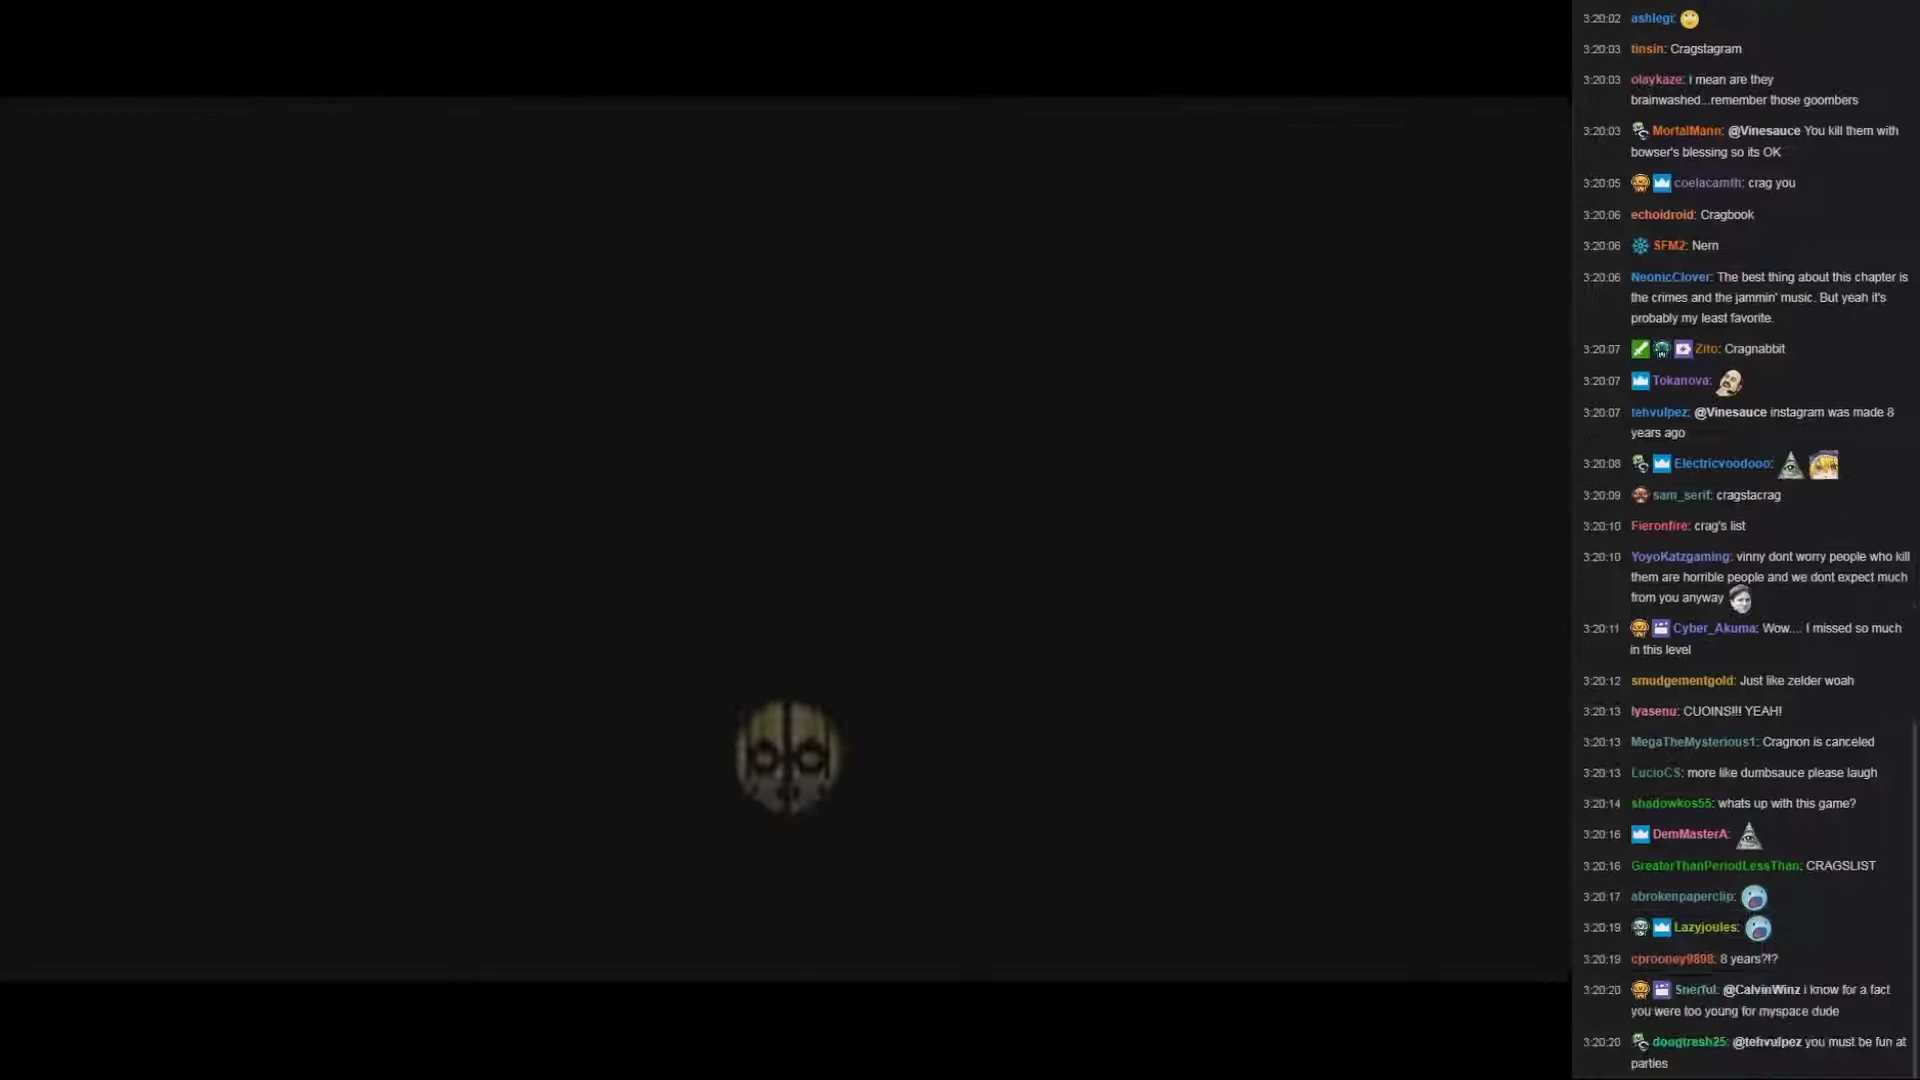 3:20:02 ashlegi:
3:20:03 tinsin: Cragstagram
3:20:03 olaykaze: i mean are they
brainwashed...remember those goombers
3:20:03 MortalMann: @Vinesauce You kill them with
bowser's blessing so its OK
3:20:05 coelacamth: crag you
3:20:06 echoidroid: Cragbook
3:20:06 SFM2: Nern
3:20:06 NeonicClover: The best thing about this chapter is
the crimes and the jammin' music. But yeah it's
probably my least favorite.
3:20:07 Zito: Cragnabbit
3:20:07 Tokanova:
3:20:07 tehvulpez: @Vinesauce instagram was made 8
years ago
3:20:08 Electricvoodooo:
3:20:09 sam_serif: cragstacrag
3:20:10 Fieronfire: crag's list
3:20:10 YoyoKatzgaming: vinny dont worry people who kill
them are horrible people and we dont expect much
from you anyway
3:20:11 Cyber_Akuma: Wow.... I missed so much
in this level
3:20:12 smudgementgold: Just like zelder woah
3:20:13 lyasenu: CUOINS!!! YEAH!
3:20:13 MegaTheMysterious1: Cragnon is canceled
3:20:13 LucioCS: more like dumbsauce please laugh
3:20:14 shadowkos55: whats up with this game?
3:20:16 DemMasterA:
3:20:16 GreaterThanPeriodLessThan: CRAGSLIST
3:20:17 abrokenpaperclip:
3:20:19 Lazyjoules:
3:20:19 cprooney9898: 8 years?!?
3:20:20 Snerful: @CalvinWinz i know for a fact
you were too young for myspace dude
3:20:20 dougtrash25: @tehvulpez you must be fun at
parties